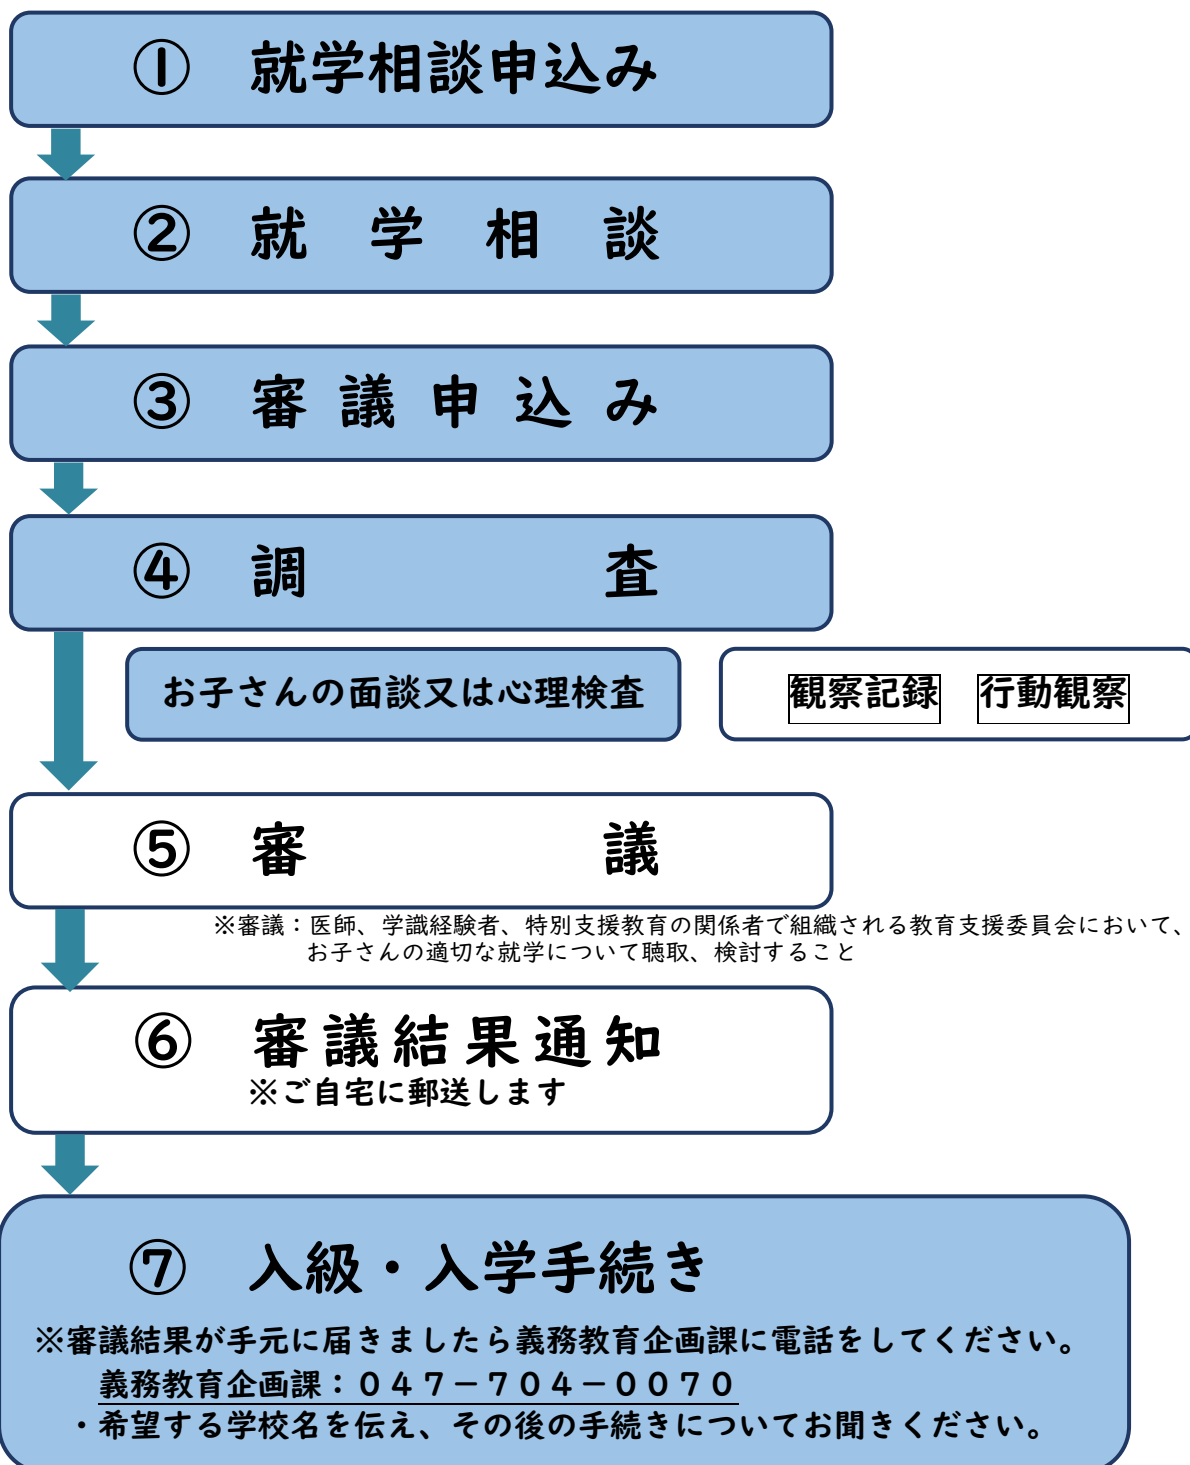 ① 就学相談申込み
② 就学相談
③ 審議申込み
④ 調査
お子さんの面談又は心理検査
観察記録 行動観察
⑤ 審議
※審議：医師、学識経験者、特別支援教育の関係者で組織される教育支援委員会において、
お子さんの適切な就学について聴取、検討すること
⑥ 審議結果通知
※ご自宅に郵送します
⑦ 入級・入学手続き
※審議結果が手元に届きましたら義務教育企画課に電話をしてください。
義務教育企画課：０４７－７０４－００７０
・希望する学校名を伝え、その後の手続きについてお聞きください。